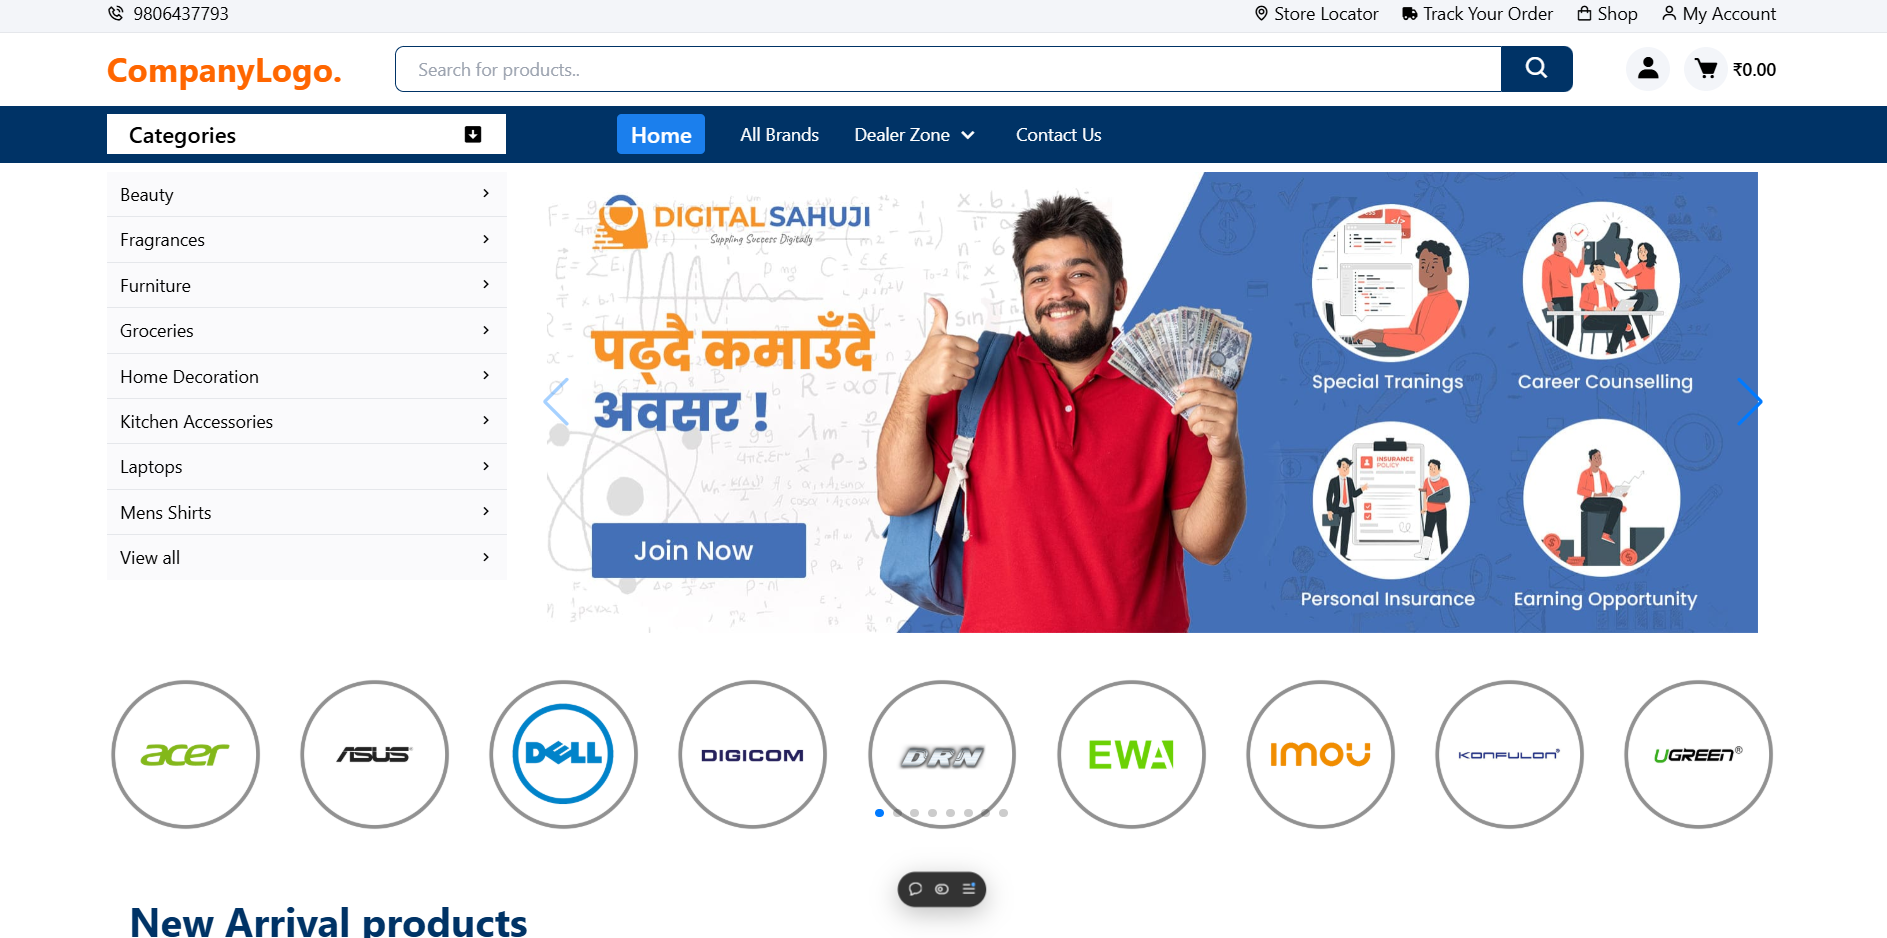 9806437793
Store Locator
Track Your Order
Shop
My Account
CompanyLogo.
Search for products..
₹0.00
Categories
Home
All Brands
Dealer Zone
Contact Us
Beauty
Fragrances
Furniture
Groceries
Home Decoration
Kitchen Accessories
Laptops
Mens Shirts
View all
DIGITAL SAHUJI
Suppling Success Digitally
पढ्दै कमाउँदै
अवसर !
Join Now
Special Tranings
Career Counselling
INSURANCE
POLICY
Personal Insurance
Earning Opportunity
acer
ASUS
DELL
DIGICOM
DRN
EWA
imou
KONFULON®
UGREEN®
New Arrival products